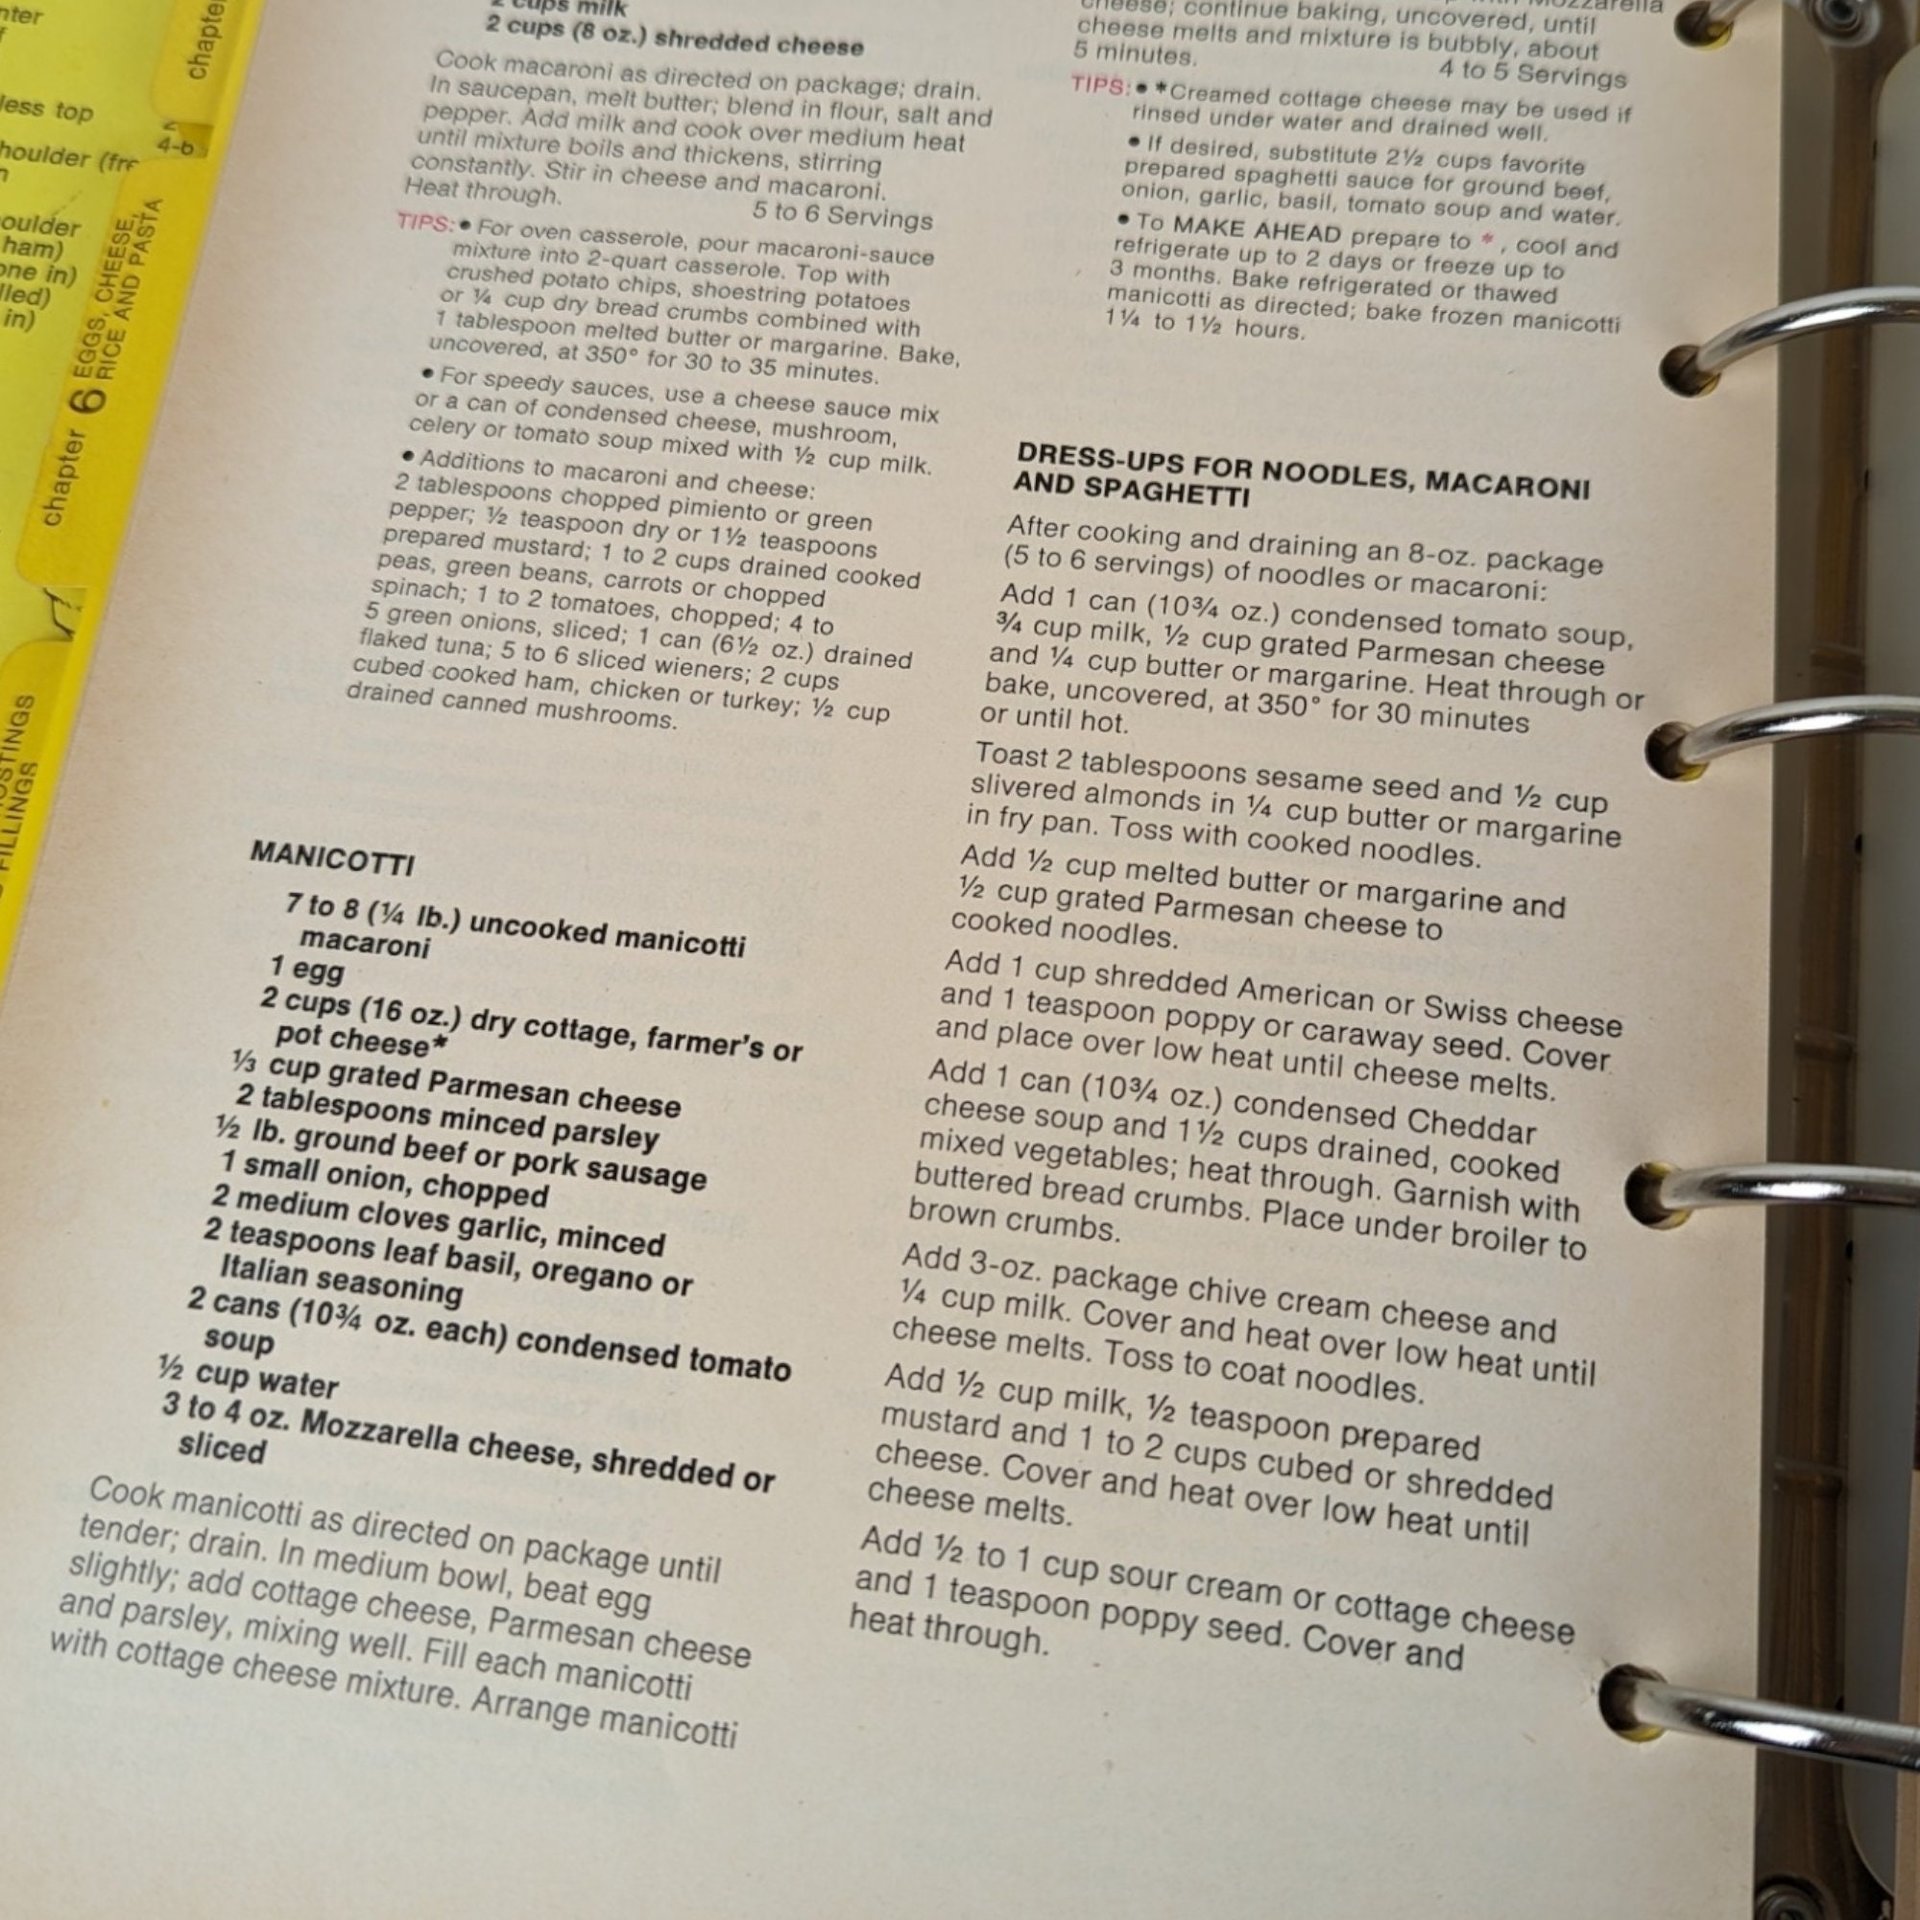 nter
f
less top
houlder (fre
n
oulder
ham)
one in)
lled)
in)
chapter
4-b
chapter 6 EGGS, CHEESE,
RICE AND PASTA
OSTINGS
FILLINGS
2 cups milk
2 cups (8 oz.) shredded cheese
Cook macaroni as directed on package; drain.
In saucepan, melt butter; blend in flour, salt and
pepper. Add milk and cook over medium heat
until mixture boils and thickens, stirring
constantly. Stir in cheese and macaroni.
Heat through.
5 to 6 Servings
TIPS: • For oven casserole, pour macaroni-sauce
mixture into 2-quart casserole. Top with
crushed potato chips, shoestring potatoes
or ¼ cup dry bread crumbs combined with
1 tablespoon melted butter or margarine. Bake,
uncovered, at 350° for 30 to 35 minutes.
• For speedy sauces, use a cheese sauce mix
or a can of condensed cheese, mushroom,
celery or tomato soup mixed with ½ cup milk.
• Additions to macaroni and cheese:
2 tablespoons chopped pimiento or green
pepper; ½ teaspoon dry or 1½ teaspoons
prepared mustard; 1 to 2 cups drained cooked
peas, green beans, carrots or chopped
spinach; 1 to 2 tomatoes, chopped; 4 to
5 green onions, sliced; 1 can (6½ oz.) drained
flaked tuna; 5 to 6 sliced wieners; 2 cups
cubed cooked ham, chicken or turkey; ½ cup
drained canned mushrooms.
MANICOTTI
7 to 8 (¼ lb.) uncooked manicotti
macaroni
1 egg
2 cups (16 oz.) dry cottage, farmer's or
pot cheese*
⅓ cup grated Parmesan cheese
2 tablespoons minced parsley
½ lb. ground beef or pork sausage
1 small onion, chopped
2 medium cloves garlic, minced
2 teaspoons leaf basil, oregano or
Italian seasoning
2 cans (10¾ oz. each) condensed tomato
soup
½ cup water
3 to 4 oz. Mozzarella cheese, shredded or
sliced
Cook manicotti as directed on package until
tender; drain. In medium bowl, beat egg
slightly; add cottage cheese, Parmesan cheese
and parsley, mixing well. Fill each manicotti
with cottage cheese mixture. Arrange manicotti
Mozzarella
cheese; continue baking, uncovered, until
cheese melts and mixture is bubbly, about
5 minutes.
4 to 5 Servings
TIPS: • *Creamed cottage cheese may be used if
rinsed under water and drained well.
• If desired, substitute 2½ cups favorite
prepared spaghetti sauce for ground beef,
onion, garlic, basil, tomato soup and water.
• To MAKE AHEAD prepare to *, cool and
refrigerate up to 2 days or freeze up to
3 months. Bake refrigerated or thawed
manicotti as directed; bake frozen manicotti
1¼ to 1½ hours.
DRESS-UPS FOR NOODLES, MACARONI
AND SPAGHETTI
After cooking and draining an 8-oz. package
(5 to 6 servings) of noodles or macaroni:
Add 1 can (10¾ oz.) condensed tomato soup,
¾ cup milk, ½ cup grated Parmesan cheese
and ¼ cup butter or margarine. Heat through or
bake, uncovered, at 350° for 30 minutes
or until hot.
Toast 2 tablespoons sesame seed and ½ cup
slivered almonds in ¼ cup butter or margarine
in fry pan. Toss with cooked noodles.
Add ½ cup melted butter or margarine and
½ cup grated Parmesan cheese to
cooked noodles.
Add 1 cup shredded American or Swiss cheese
and 1 teaspoon poppy or caraway seed. Cover
and place over low heat until cheese melts.
Add 1 can (10¾ oz.) condensed Cheddar
cheese soup and 1½ cups drained, cooked
mixed vegetables; heat through. Garnish with
buttered bread crumbs. Place under broiler to
brown crumbs.
Add 3-oz. package chive cream cheese and
¼ cup milk. Cover and heat over low heat until
cheese melts. Toss to coat noodles.
Add ½ cup milk, ½ teaspoon prepared
mustard and 1 to 2 cups cubed or shredded
cheese. Cover and heat over low heat until
cheese melts.
Add ½ to 1 cup sour cream or cottage cheese
and 1 teaspoon poppy seed. Cover and
heat through.